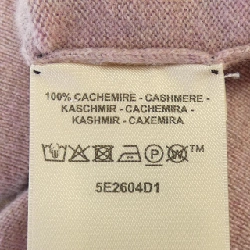 100% CACHEMIRE - CASHMERE -
KASCHMIR - CACHEMIRA -
KASHMIR - CAXEMIRA
P TM
5E2604D1